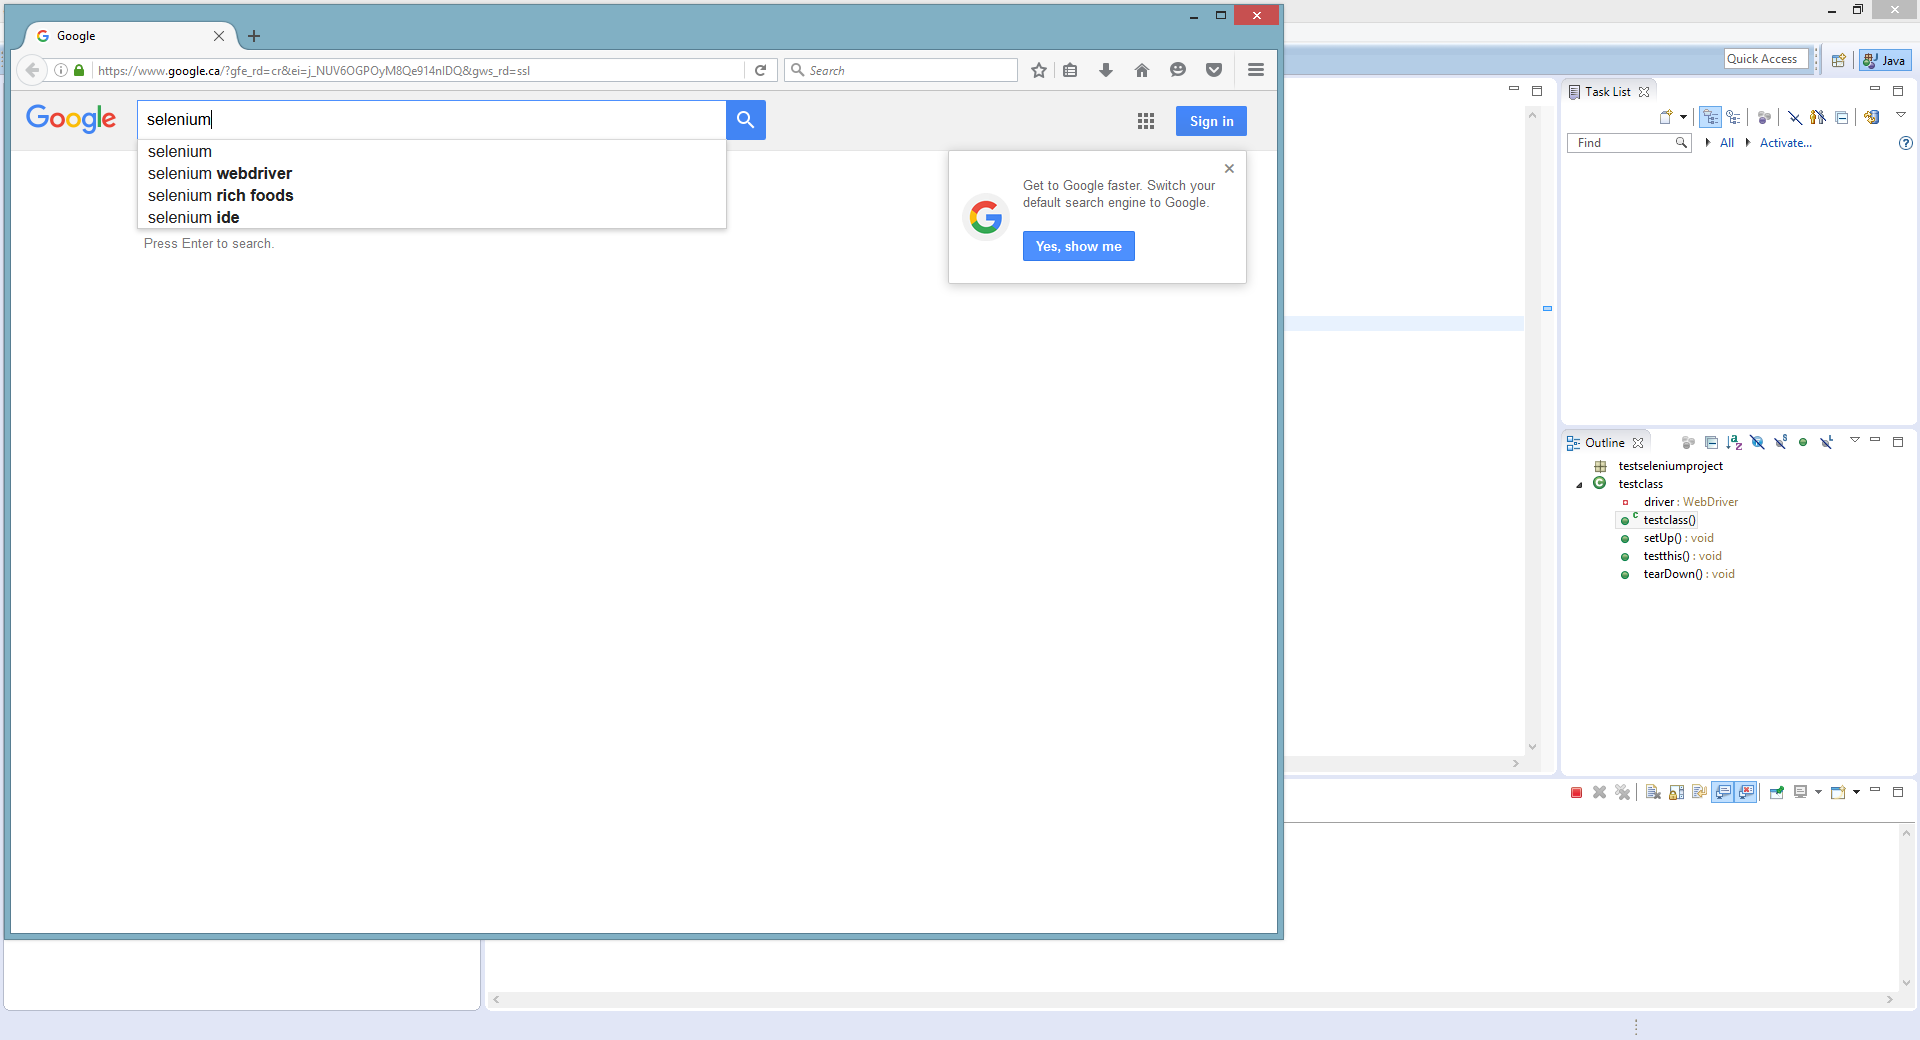 Google
https://www.google.ca/?gfe_rd=cr&ei=j_NUV6OGPOyM8Qe914nIDQ&gws_rd=ssl
Search
Google
selenium
Sign in
selenium
selenium webdriver
selenium rich foods
selenium ide
Press Enter to search.
Get to Google faster. Switch your
default search engine to Google.
Yes, show me
Quick Access
Java
Task List
Find
All
Activate...
Outline
testseleniumproject
testclass
driver : WebDriver
testclass()
setUp() : void
testthis() : void
tearDown() : void